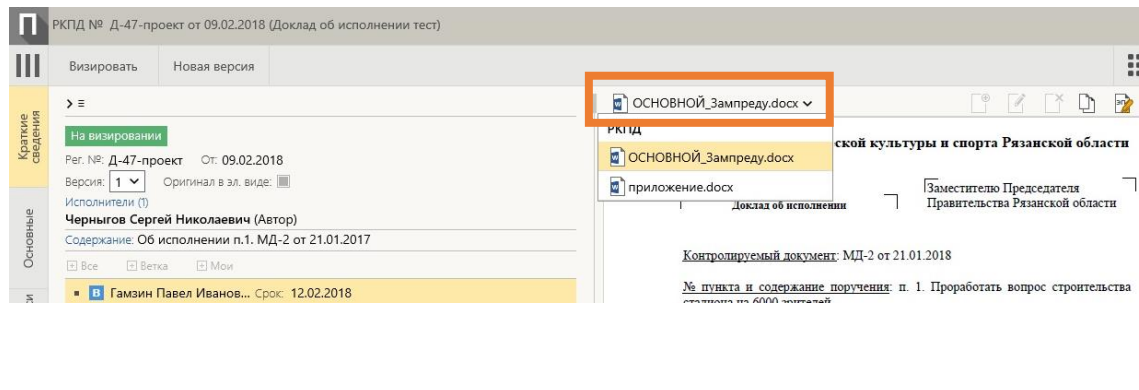 П РКПД № Д-47-проект от 09.02.2018 (Доклад об исполнении тест)
Визировать Новая версия
Краткие сведения
Основные
На визировании
Рег. №: Д-47-проект От: 09.02.2018
Версия: 1 Оригинал в эл. виде:
Исполнители (1)
Черныгов Сергей Николаевич (Автор)
Содержание: Об исполнении п.1. МД-2 от 21.01.2017
Все Ветка Мои
В Гамзин Павел Иванов... Срок: 12.02.2018
ОСНОВНОЙ_Зампреду.docx
РКПД
ОСНОВНОЙ_Зампреду.docx
приложение.docx
ской культуры и спорта Рязанской области
Заместителю Председателя
Правительства Рязанской области
Доклад об исполнении
Контролируемый документ: МД-2 от 21.01.2018
№ пункта и содержание поручения: п. 1. Проработать вопрос строительства
стадиона на 6000 зрителей